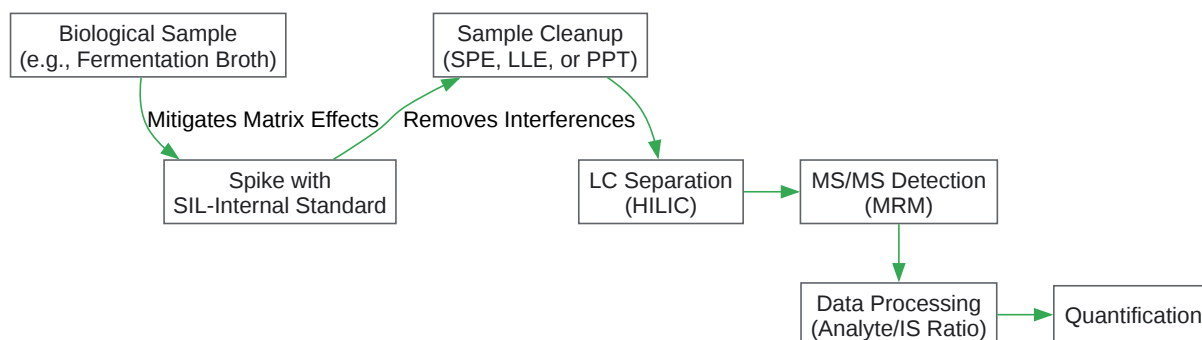 Biological Sample
(e.g., Fermentation Broth)
Mitigates Matrix Effects
Spike with
SIL-Internal Standard
Removes Interferences
Sample Cleanup
(SPE, LLE, or PPT)
LC Separation
(HILIC)
MS/MS Detection
(MRM)
Data Processing
(Analyte/IS Ratio)
Quantification